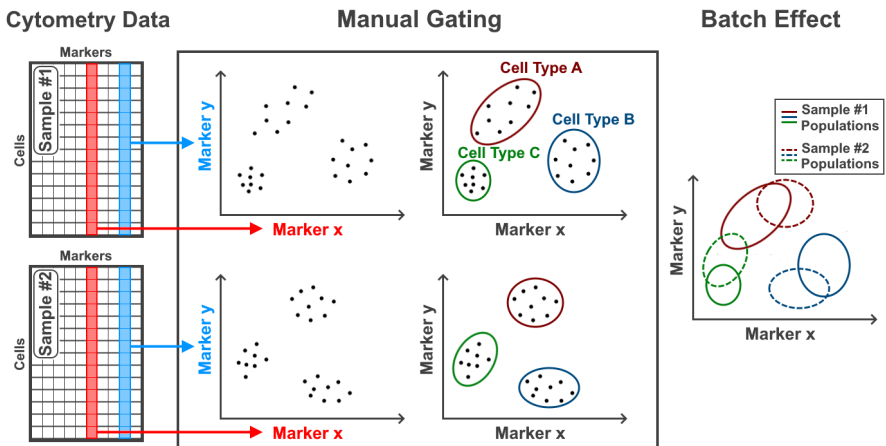 Cytometry Data
Manual Gating
Batch Effect
Markers
Sample #1
Cells
Marker y
Marker x
Cell Type A
Cell Type B
Cell Type C
Marker y
Marker x
Sample #1
Populations
Sample #2
Populations
Marker y
Marker x
Markers
Sample #2
Cells
Marker y
Marker x
Marker y
Marker x